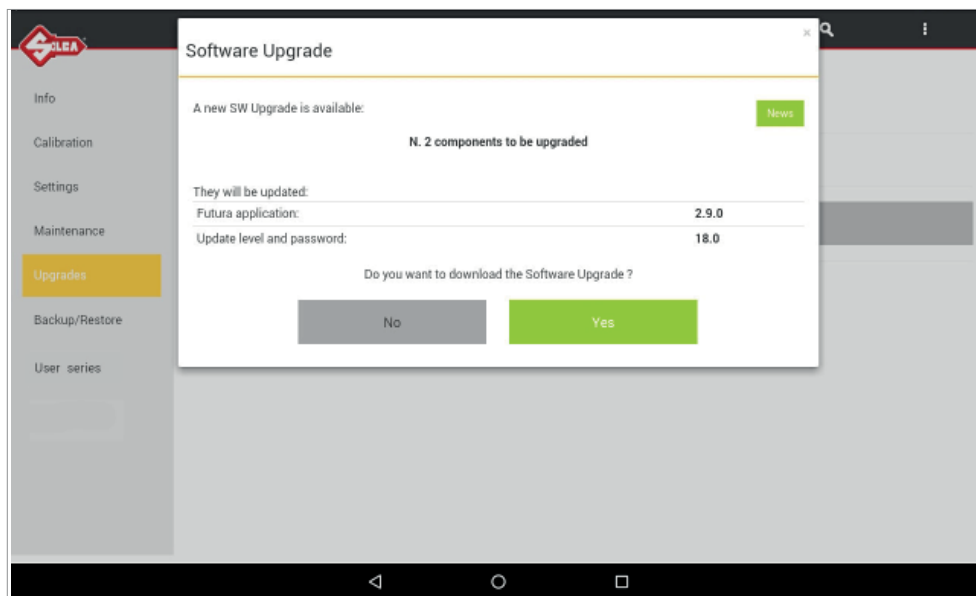 SILCA
Software Upgrade
×
Info
Calibration
Settings
Maintenance
Upgrades
Backup/Restore
User series
A new SW Upgrade is available:
News
N. 2 components to be upgraded
They will be updated:
Futura application: 2.9.0
Update level and password: 18.0
Do you want to download the Software Upgrade ?
No
Yes